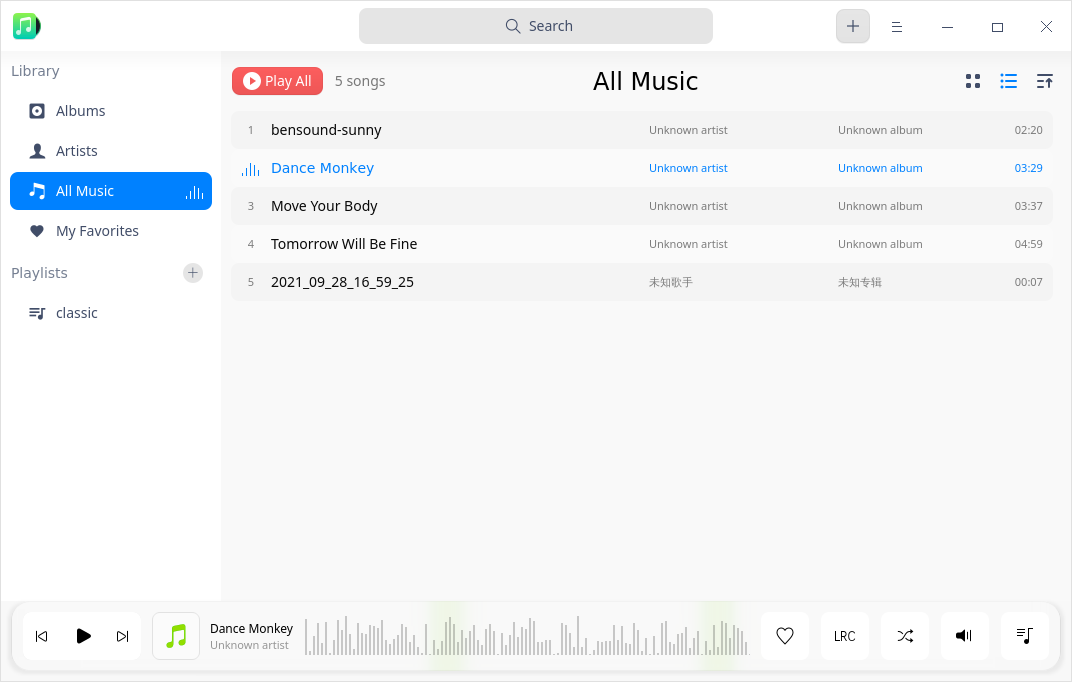 Search
Library
Albums
Artists
All Music
My Favorites
Playlists
classic
Play All 5 songs All Music
1 bensound-sunny Unknown artist Unknown album 02:20
Dance Monkey Unknown artist Unknown album 03:29
3 Move Your Body Unknown artist Unknown album 03:37
4 Tomorrow Will Be Fine Unknown artist Unknown album 04:59
5 2021_09_28_16_59_25 未知歌手 未知专辑 00:07
Dance Monkey
Unknown artist
LRC